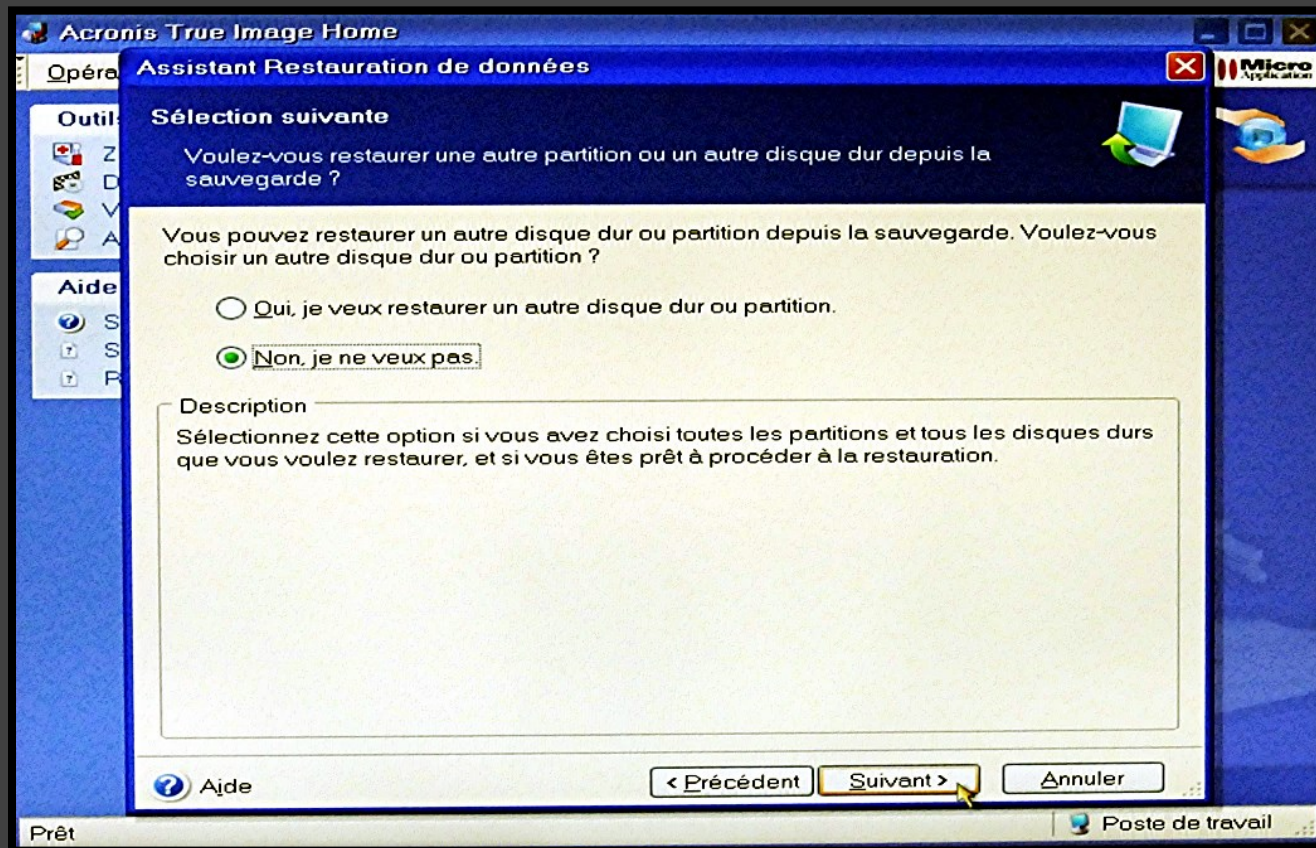 Acronis True Image Home
Opéra
Assistant Restauration de données
Micro
Application
Outil
Sélection suivante
Voulez-vous restaurer une autre partition ou un autre disque dur depuis la
sauvegarde ?
Z
D
V
A
Vous pouvez restaurer un autre disque dur ou partition depuis la sauvegarde. Voulez-vous
choisir un autre disque dur ou partition ?
Aide
S
S
P
Oui, je veux restaurer un autre disque dur ou partition.
Non, je ne veux pas.
Description
Sélectionnez cette option si vous avez choisi toutes les partitions et tous les disques durs
que vous voulez restaurer, et si vous êtes prêt à procéder à la restauration.
Aide
< Précédent
Suivant >
Annuler
Prêt
Poste de travail